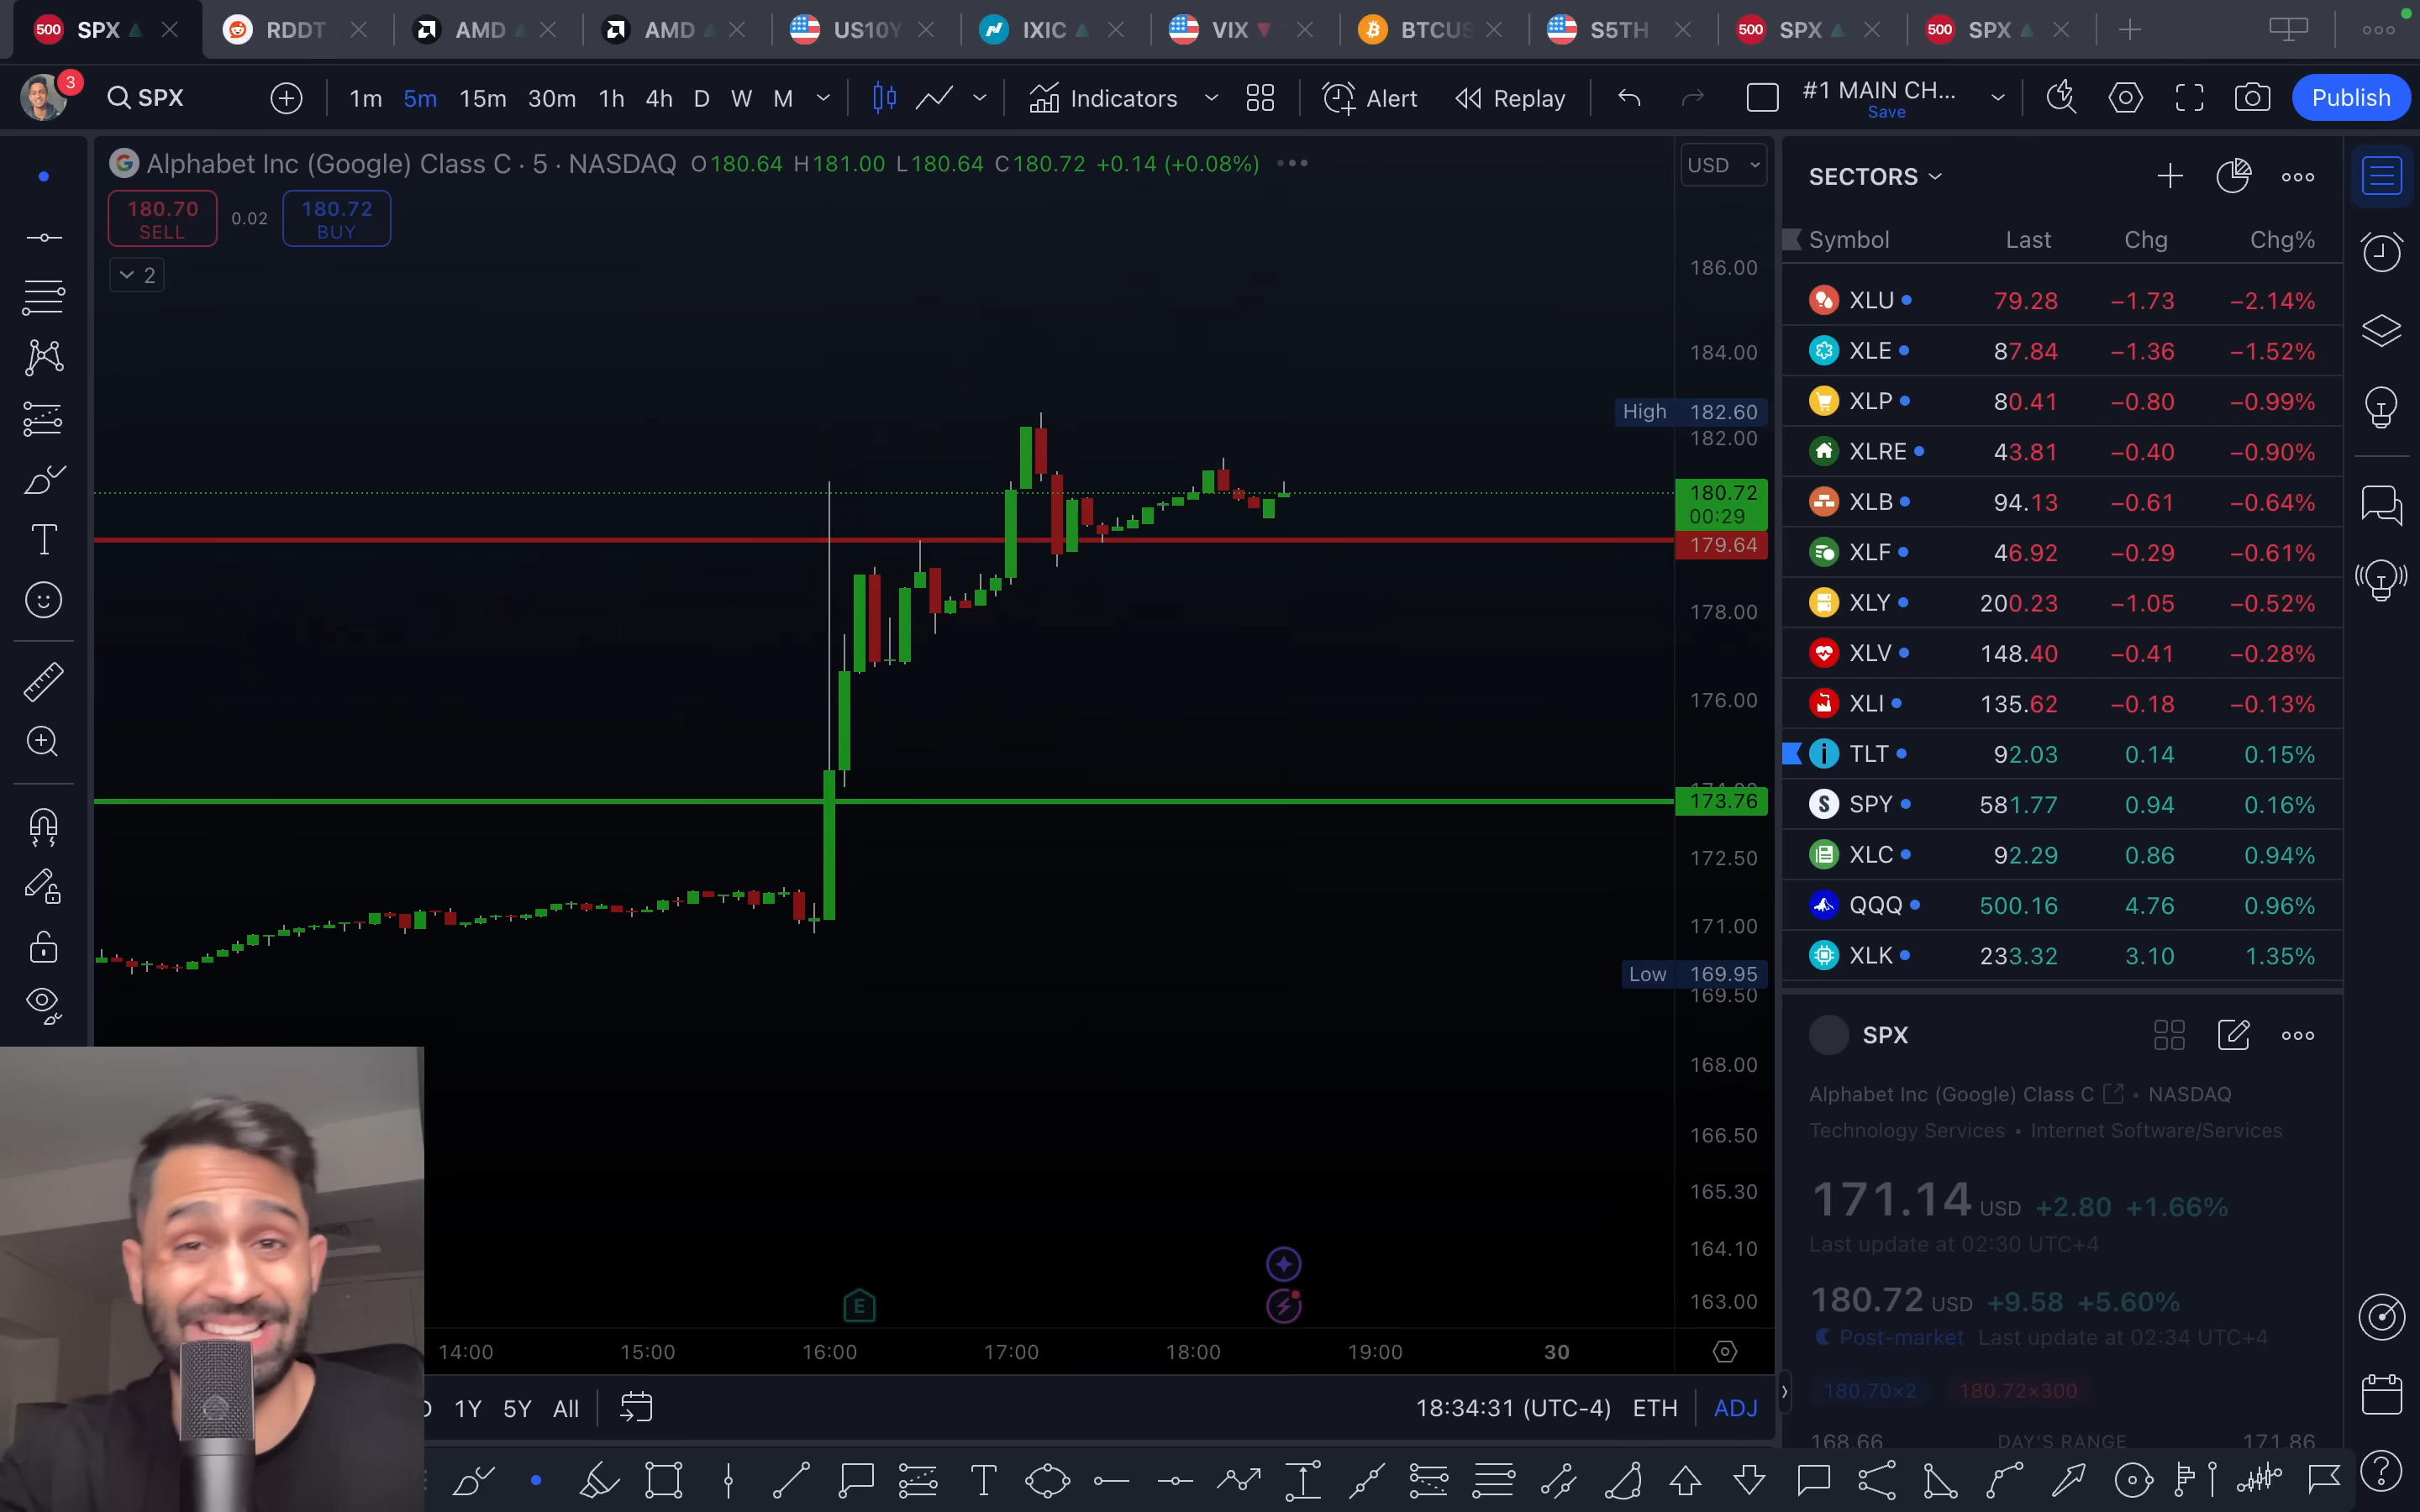 500 SPX RDDT AMD AMD US10Y IXIC VIX BTCUS S5TH 500 SPX 500 SPX
3 SPX 1m 5m 15m 30m 1h 4h D W M Indicators Alert Replay #1 MAIN CH... Publish
Save
Alphabet Inc (Google) Class C · 5 · NASDAQ O180.64 H181.00 L180.64 C180.72 +0.14 (+0.08%)
USD
180.70 0.02 180.72
SELL BUY
2
186.00
184.00
High 182.60
182.00
180.72
00:29
179.64
178.00
176.00
173.76
172.50
171.00
Low 169.95
169.50
168.00
166.50
165.30
164.10
163.00
E
14:00 15:00 16:00 17:00 18:00 19:00 30
1Y 5Y All 18:34:31 (UTC-4) ETH ADJ
SECTORS
Symbol Last Chg Chg%
XLU 79.28 −1.73 −2.14%
XLE 87.84 −1.36 −1.52%
XLP 80.41 −0.80 −0.99%
XLRE 43.81 −0.40 −0.90%
XLB 94.13 −0.61 −0.64%
XLF 46.92 −0.29 −0.61%
XLY 200.23 −1.05 −0.52%
XLV 148.40 −0.41 −0.28%
XLI 135.62 −0.18 −0.13%
TLT 92.03 0.14 0.15%
SPY 581.77 0.94 0.16%
XLC 92.29 0.86 0.94%
QQQ 500.16 4.76 0.96%
XLK 233.32 3.10 1.35%
SPX
Alphabet Inc (Google) Class C • NASDAQ
Technology Services • Internet Software/Services
171.14 USD +2.80 +1.66%
Last update at 02:30 UTC+4
180.72 USD +9.58 +5.60%
Post-market Last update at 02:34 UTC+4
180.70×2 180.72×300
168.66 DAY'S RANGE 171.86